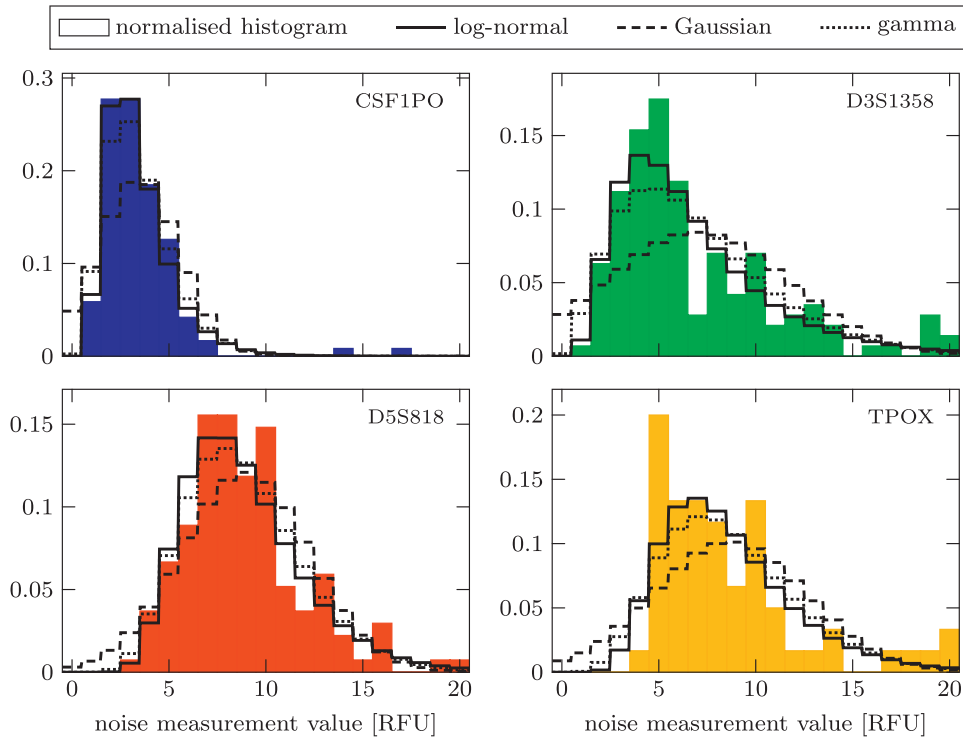 normalised histogram log-normal Gaussian gamma
CSF1PO
0.3
0.2
0.1
0
D3S1358
0.15
0.1
0.05
0
D5S818
0.15
0.1
0.05
0
0 5 10 15 20
noise measurement value [RFU]
TPOX
0.2
0.15
0.1
0.05
0
0 5 10 15 20
noise measurement value [RFU]